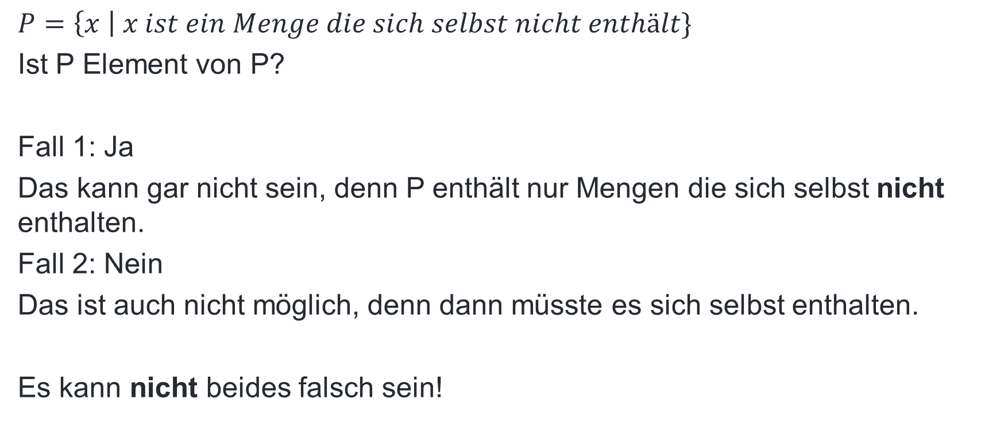 P = {x | x ist ein Menge die sich selbst nicht enthält}
Ist P Element von P?
Fall 1: Ja
Das kann gar nicht sein, denn P enthält nur Mengen die sich selbst nicht
enthalten.
Fall 2: Nein
Das ist auch nicht möglich, denn dann müsste es sich selbst enthalten.
Es kann nicht beides falsch sein!